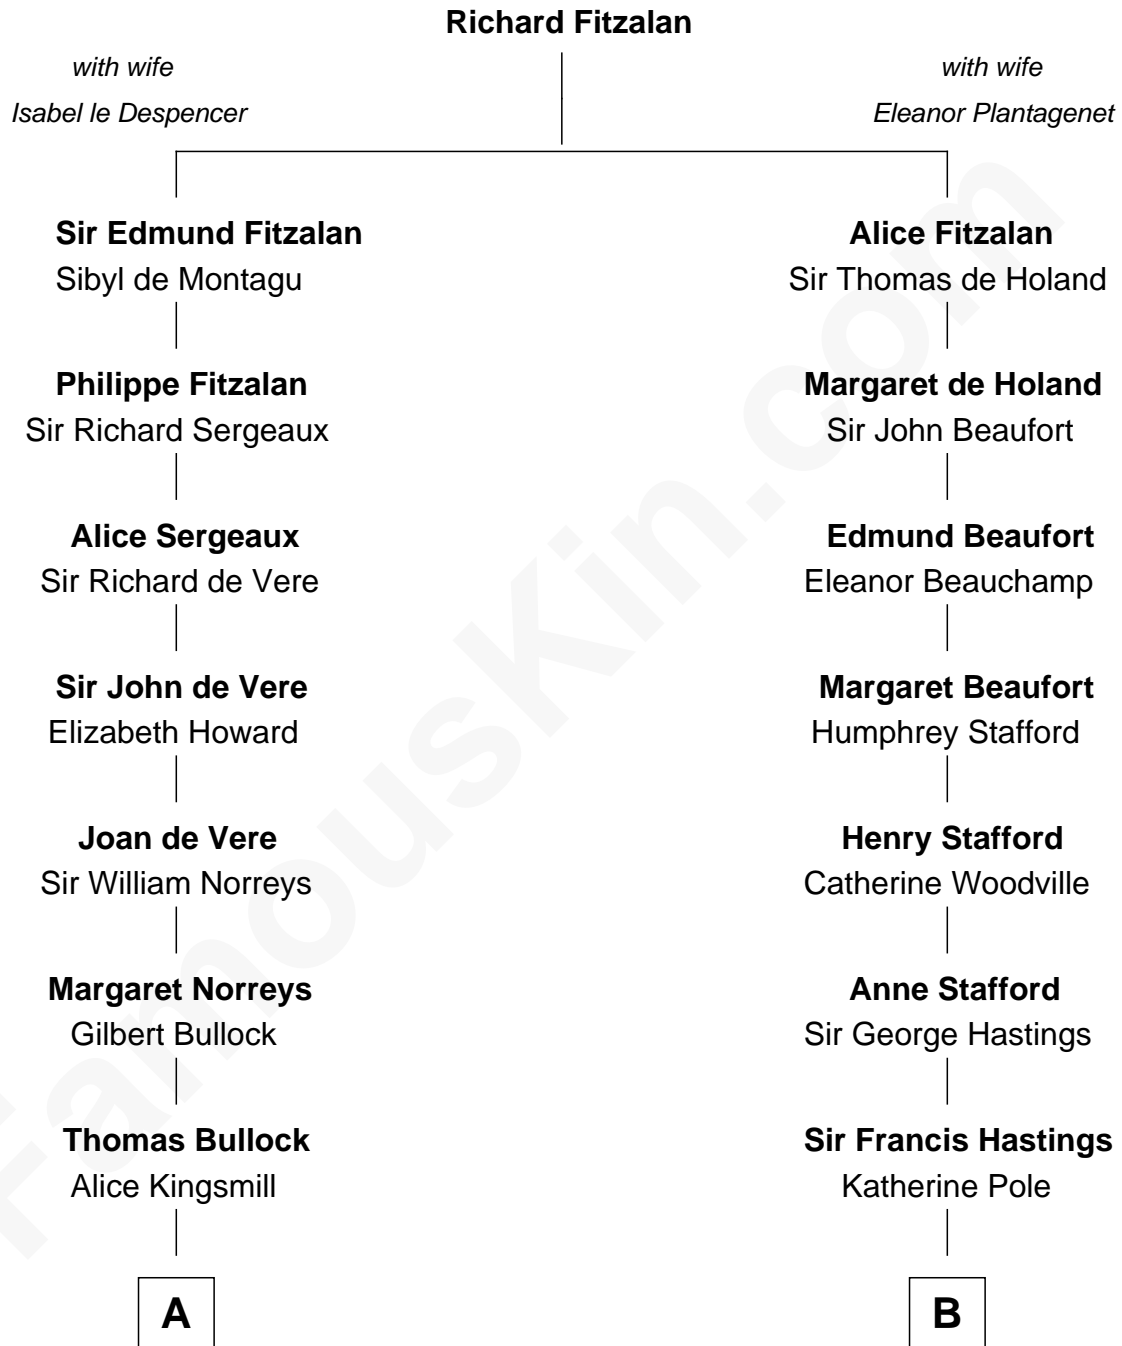 Richard Fitzalan
with wife
Isabel le Despencer
with wife
Eleanor Plantagenet
Sir Edmund Fitzalan
Sibyl de Montagu
Philippe Fitzalan
Sir Richard Sergeaux
Alice Sergeaux
Sir Richard de Vere
Sir John de Vere
Elizabeth Howard
Joan de Vere
Sir William Norreys
Margaret Norreys
Gilbert Bullock
Thomas Bullock
Alice Kingsmill
A
Alice Fitzalan
Sir Thomas de Holand
Margaret de Holand
Sir John Beaufort
Edmund Beaufort
Eleanor Beauchamp
Margaret Beaufort
Humphrey Stafford
Henry Stafford
Catherine Woodville
Anne Stafford
Sir George Hastings
Sir Francis Hastings
Katherine Pole
B
FamousKin.com